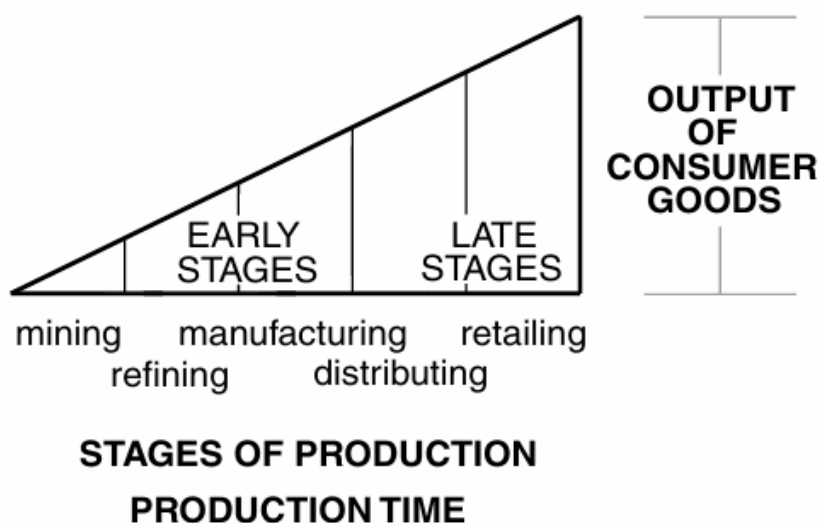 OUTPUT
OF
CONSUMER
GOODS
EARLY
STAGES
LATE
STAGES
mining
manufacturing
retailing
refining
distributing
STAGES OF PRODUCTION
PRODUCTION TIME